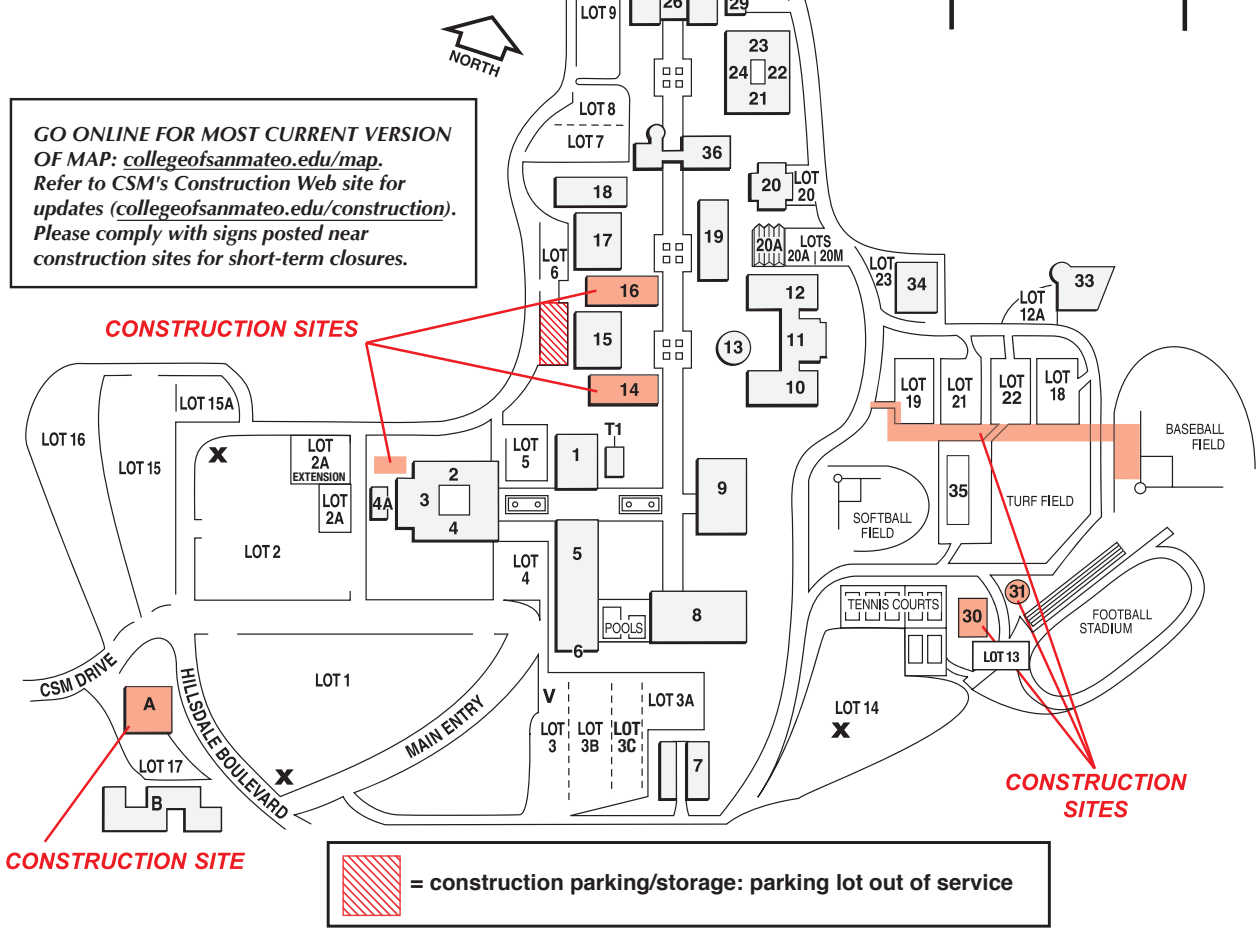 LOT 9
26
29
NORTH
23
24
22
21
GO ONLINE FOR MOST CURRENT VERSION
OF MAP: collegeofsanmateo.edu/map.
Refer to CSM's Construction Web site for
updates (collegeofsanmateo.edu/construction).
Please comply with signs posted near
construction sites for short-term closures.
LOT 8
LOT 7
36
18
20
LOT
20
17
19
20A
LOTS
20A | 20M
LOT
6
LOT
23
34
33
16
12
LOT
12A
CONSTRUCTION SITES
15
13
11
14
10
LOT
19
LOT
21
LOT
22
LOT
18
LOT 15A
LOT 16
LOT 15
X
LOT
2A
EXTENSION
LOT
2A
LOT
5
T1
1
BASEBALL
FIELD
2
3
4
4A
9
35
TURF FIELD
SOFTBALL
FIELD
LOT 2
LOT
4
5
6
POOLS
8
TENNIS COURTS
30
31
FOOTBALL
STADIUM
LOT 13
CSM DRIVE
A
HILLSDALE BOULEVARD
LOT 1
MAIN ENTRY
V
LOT
3
LOT
3B
LOT
3C
LOT 3A
LOT 14
X
LOT 17
X
7
B
CONSTRUCTION
SITES
CONSTRUCTION SITE
= construction parking/storage: parking lot out of service